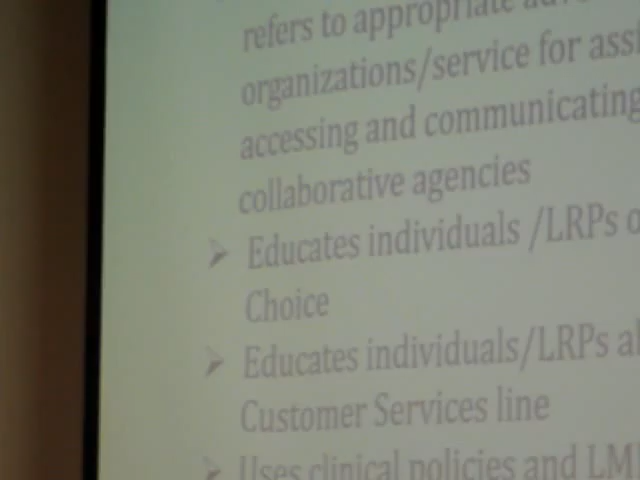 refers to appropriate
organizations/service for
accessing and communicating
collaborative agencies
➢ Educates individuals /LRPs
Choice
➢ Educates individuals/LRPs
Customer Services line
➢ Uses clinical policies and